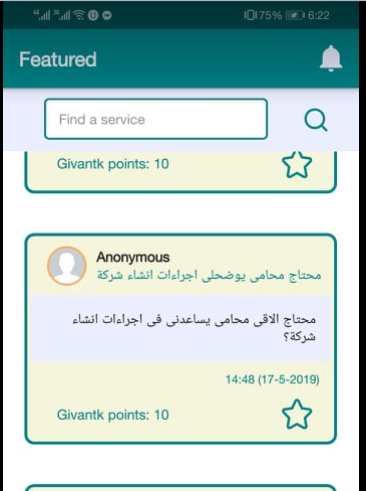 75% 6:22
Featured
Find a service
Givantk points: 10
Anonymous
محتاج محامى يوضحلى اجراءات انشاء شركة
محتاج الاقى محامى يساعدنى فى اجراءات انشاء
شركة؟
14:48 (17-5-2019)
Givantk points: 10